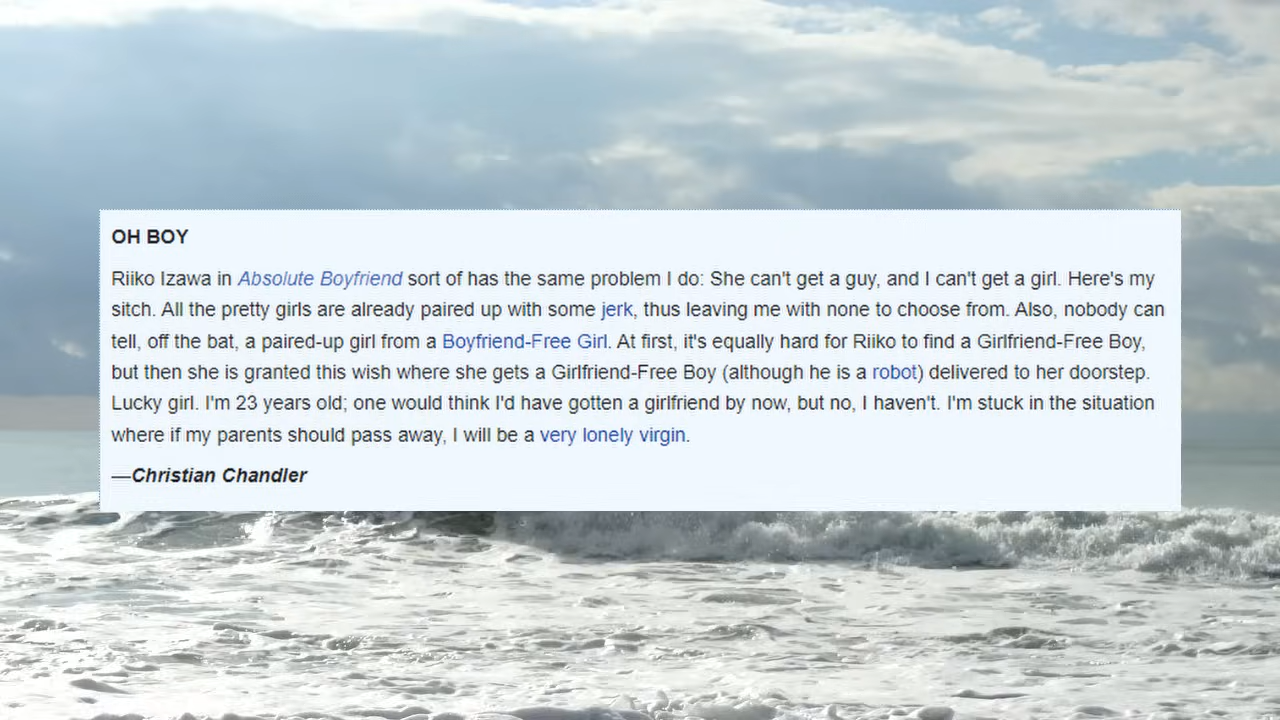 OH BOY
Riiko Izawa in Absolute Boyfriend sort of has the same problem I do: She can't get a guy, and I can't get a girl. Here's my
sitch. All the pretty girls are already paired up with some jerk, thus leaving me with none to choose from. Also, nobody can
tell, off the bat, a paired-up girl from a Boyfriend-Free Girl. At first, it's equally hard for Riiko to find a Girlfriend-Free Boy,
but then she is granted this wish where she gets a Girlfriend-Free Boy (although he is a robot) delivered to her doorstep.
Lucky girl. I'm 23 years old; one would think I'd have gotten a girlfriend by now, but no, I haven't. I'm stuck in the situation
where if my parents should pass away, I will be a very lonely virgin.
—Christian Chandler